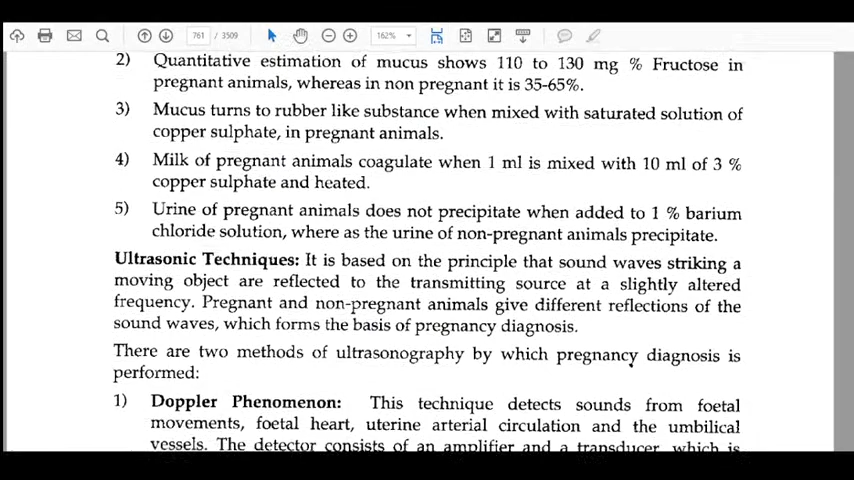 761 / 3509
162%
2) Quantitative estimation of mucus shows 110 to 130 mg % Fructose in
pregnant animals, whereas in non pregnant it is 35-65%.
3) Mucus turns to rubber like substance when mixed with saturated solution of
copper sulphate, in pregnant animals.
4) Milk of pregnant animals coagulate when 1 ml is mixed with 10 ml of 3 %
copper sulphate and heated.
5) Urine of pregnant animals does not precipitate when added to 1 % barium
chloride solution, where as the urine of non-pregnant animals precipitate.
Ultrasonic Techniques: It is based on the principle that sound waves striking a
moving object are reflected to the transmitting source at a slightly altered
frequency. Pregnant and non-pregnant animals give different reflections of the
sound waves, which forms the basis of pregnancy diagnosis.
There are two methods of ultrasonography by which pregnancy diagnosis is
performed:
1) Doppler Phenomenon: This technique detects sounds from foetal
movements, foetal heart, uterine arterial circulation and the umbilical
vessels. The detector consists of an amplifier and a transducer, which is